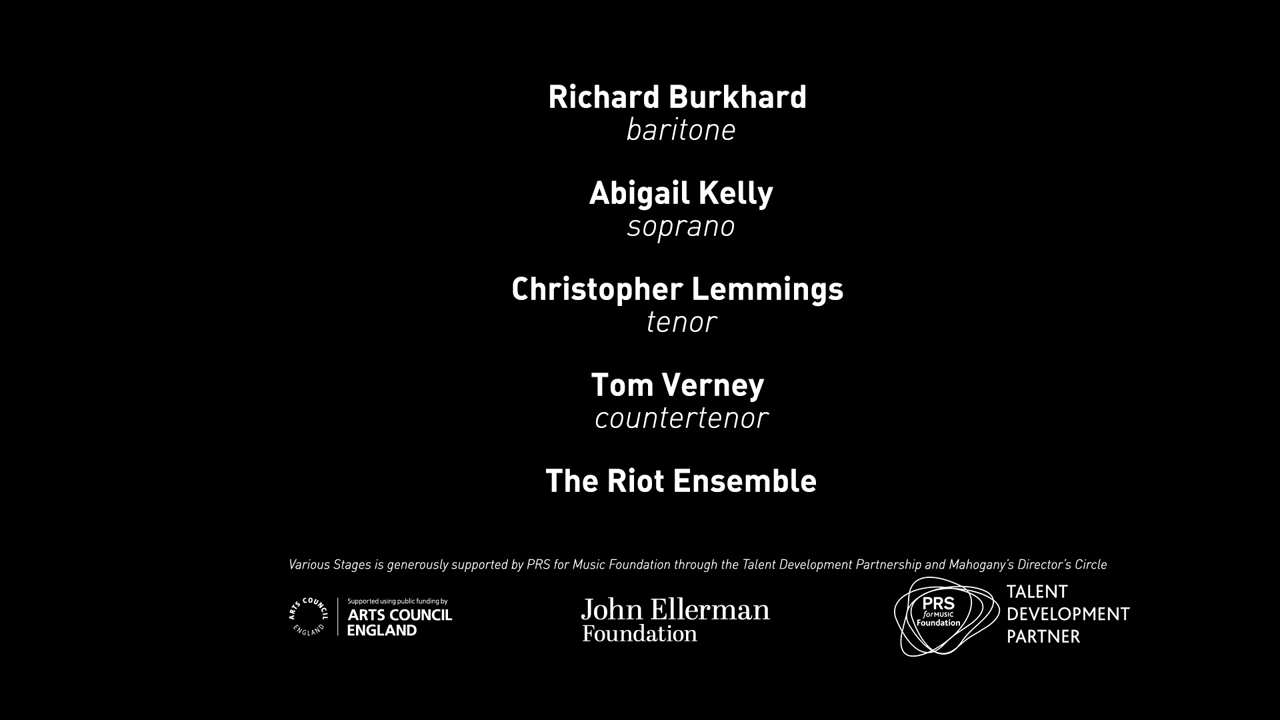 Richard Burkhard
baritone
Abigail Kelly
soprano
Christopher Lemmings
tenor
Tom Verney
countertenor
The Riot Ensemble
Various Stages is generously supported by PRS for Music Foundation through the Talent Development Partnership and Mahogany's Director's Circle
ARTS COUNCIL
ENGLAND
Supported using public funding by
ARTS COUNCIL
ENGLAND
John Ellerman
Foundation
PRS
for MUSIC
Foundation
TALENT
DEVELOPMENT
PARTNER